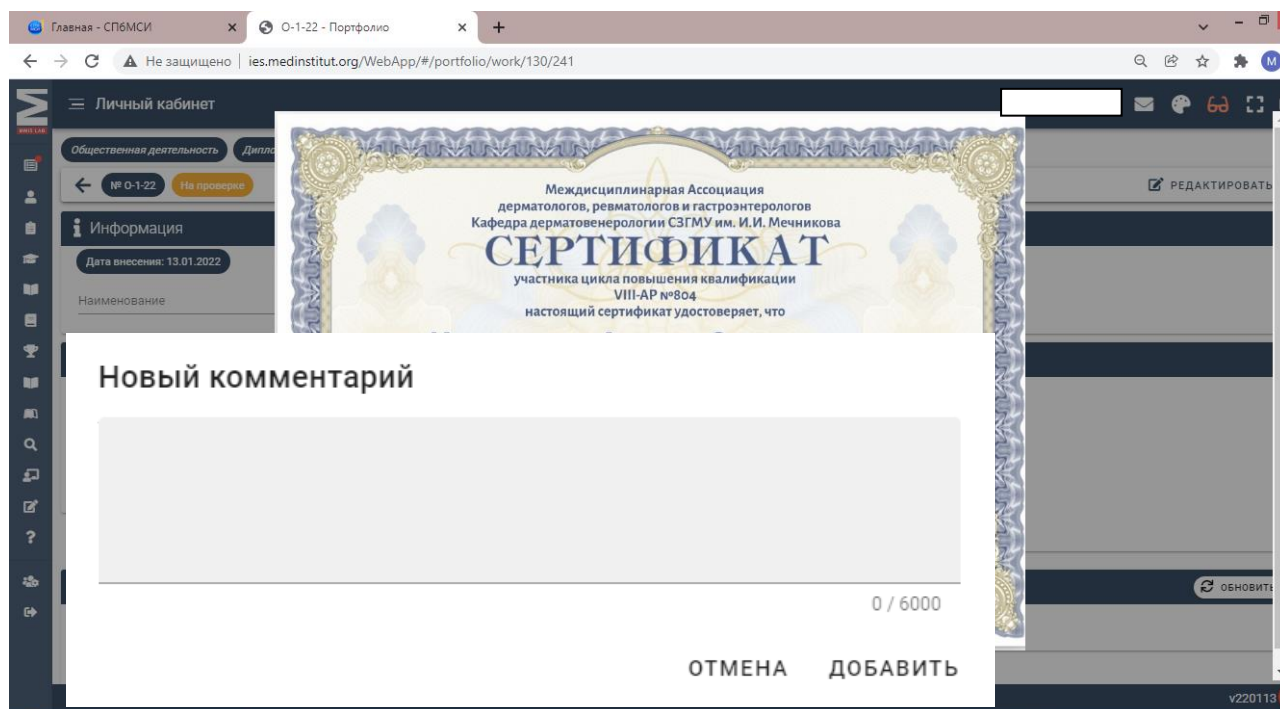 Главная - СПбМСИ
О-1-22 - Портфолио
Не защищено
ies.medinstitut.org/WebApp/#/portfolio/work/130/241
M
MMIS LAB
Личный кабинет
Общественная деятельность
№ О-1-22
На проверке
РЕДАКТИРОВАТЬ
Информация
Дата внесения: 13.01.2022
Наименование
Междисциплинарная Ассоциация
дерматологов, ревматологов и гастроэнтерологов
Кафедра дерматовенерологии СЗГМУ им. И.И. Мечникова
СЕРТИФИКАТ
участника цикла повышения квалификации
VIII-АР №804
настоящий сертификат удостоверяет, что
Новый комментарий
0 / 6000
ОТМЕНА ДОБАВИТЬ
ОБНОВИТЬ
v220113